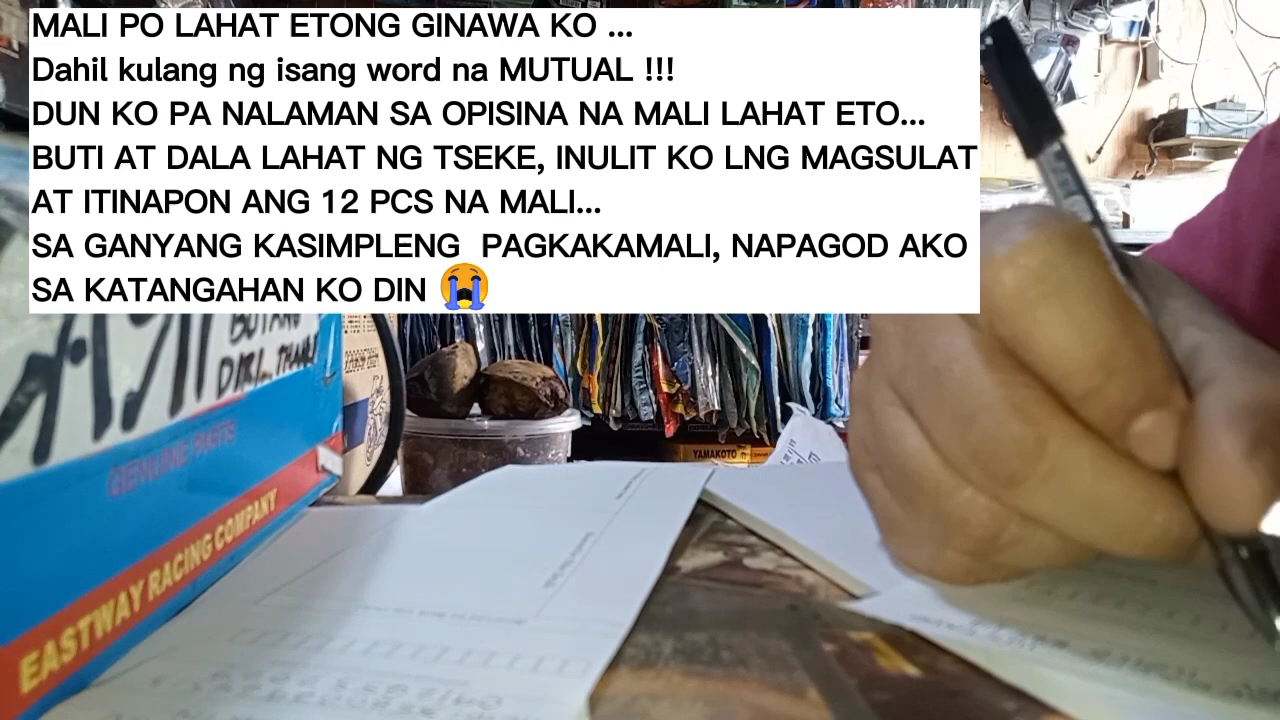 MALI PO LAHAT ETONG GINAWA KO ...
Dahil kulang ng isang word na MUTUAL !!!
DUN KO PA NALAMAN SA OPISINA NA MALI LAHAT ETO...
BUTI AT DALA LAHAT NG TSEKE, INULIT KO LNG MAGSULAT
AT ITINAPON ANG 12 PCS NA MALI...
SA GANYANG KASIMPLENG PAGKAKAMALI, NAPAGOD AKO
SA KATANGAHAN KO DIN 😭
GENUINE PARTS
EASTWAY RACING COMPANY
YAMAKOTO